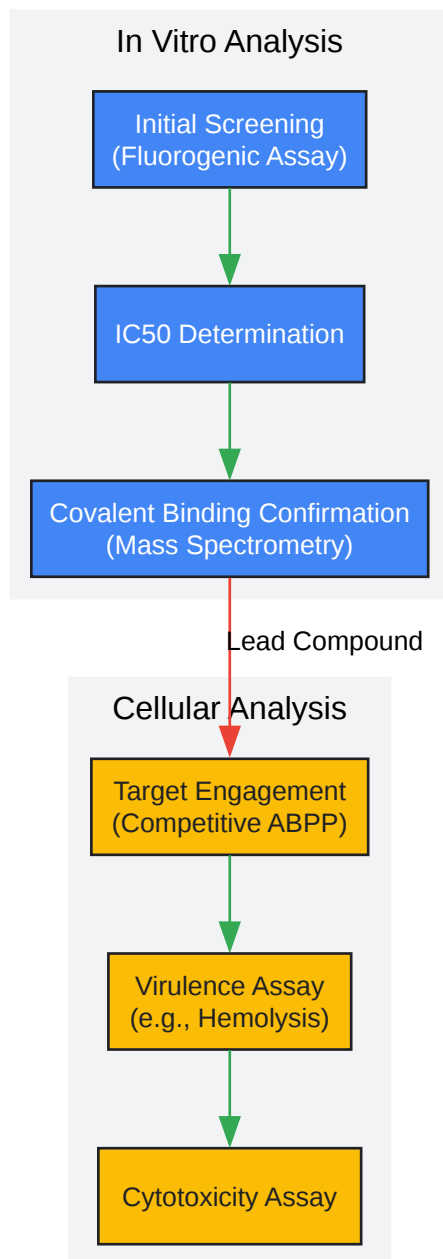 In Vitro Analysis
Initial Screening
(Fluorogenic Assay)
IC50 Determination
Covalent Binding Confirmation
(Mass Spectrometry)
Lead Compound
Cellular Analysis
Target Engagement
(Competitive ABPP)
Virulence Assay
(e.g., Hemolysis)
Cytotoxicity Assay